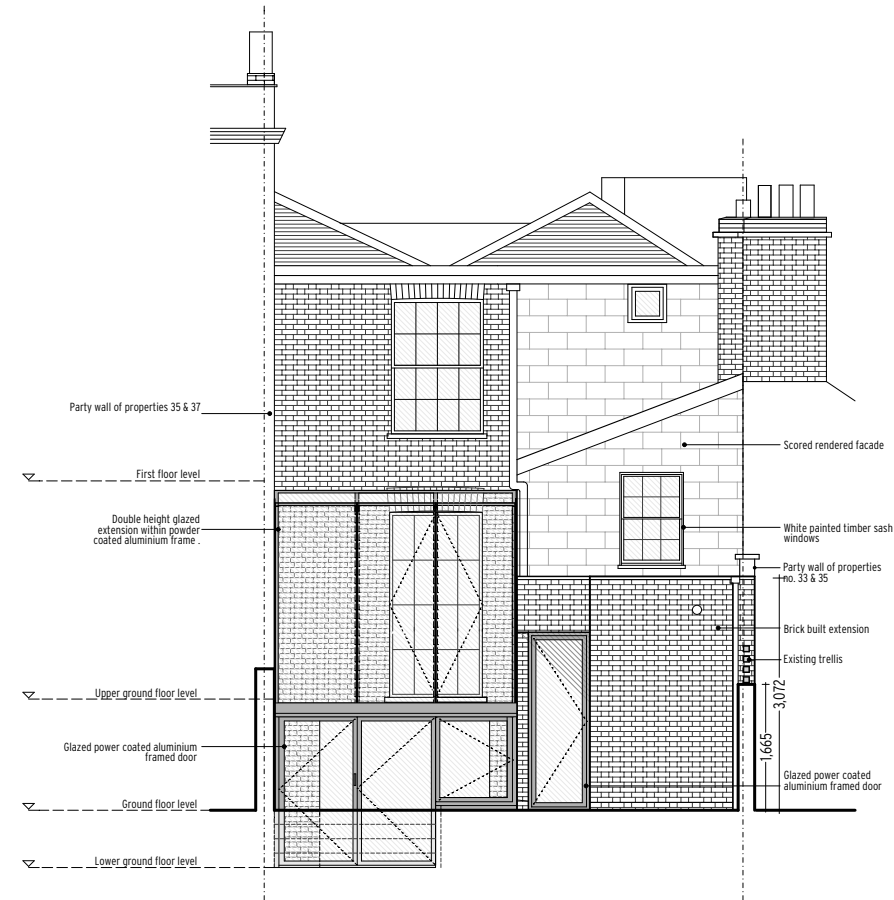 Party wall of properties 35 & 37
First floor level
Double height glazed
extension within powder
coated aluminium frame .
Upper ground floor level
Glazed power coated aluminium
framed door
Ground floor level
Lower ground floor level
Scored rendered facade
White painted timber sash
windows
Party wall of properties
no. 33 & 35
Brick built extension
Existing trellis
3,072
1,665
Glazed power coated
aluminium framed door